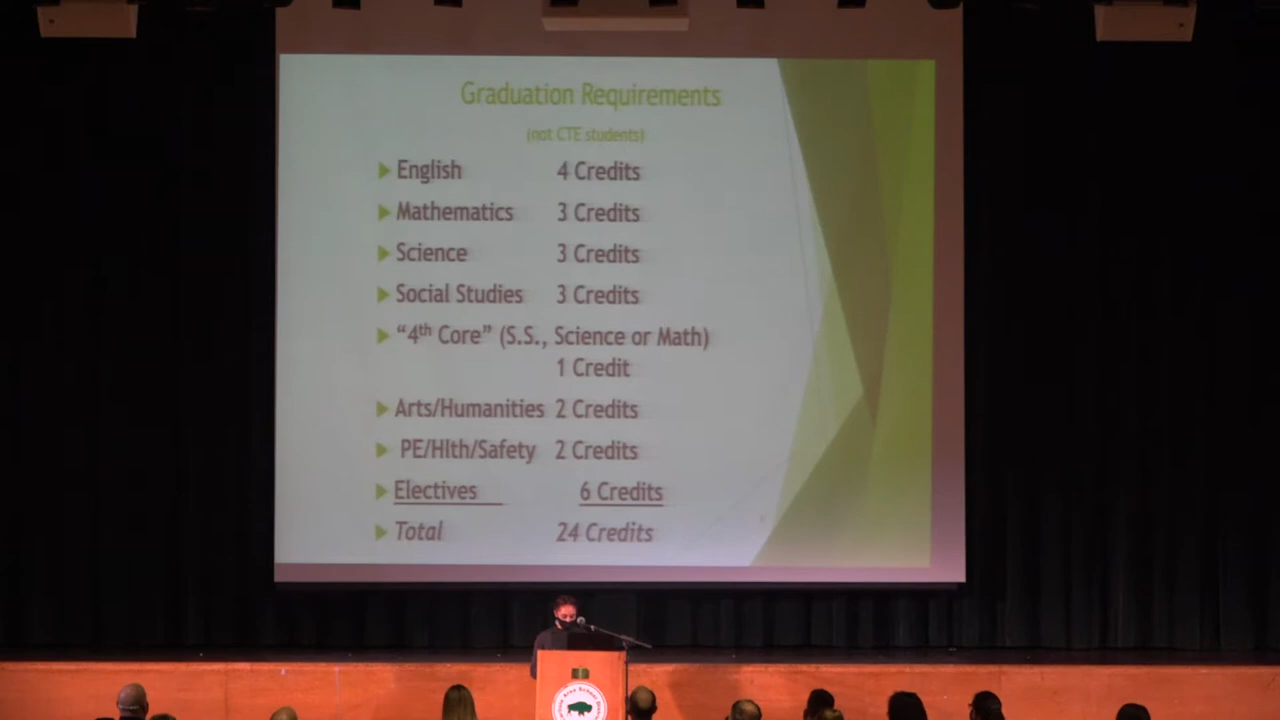 Graduation Requirements
(not CTE students)
English 4 Credits
Mathematics 3 Credits
Science 3 Credits
Social Studies 3 Credits
“4th Core” (S.S., Science or Math)
1 Credit
Arts/Humanities 2 Credits
PE/Hlth/Safety 2 Credits
Electives 6 Credits
Total 24 Credits
Area School